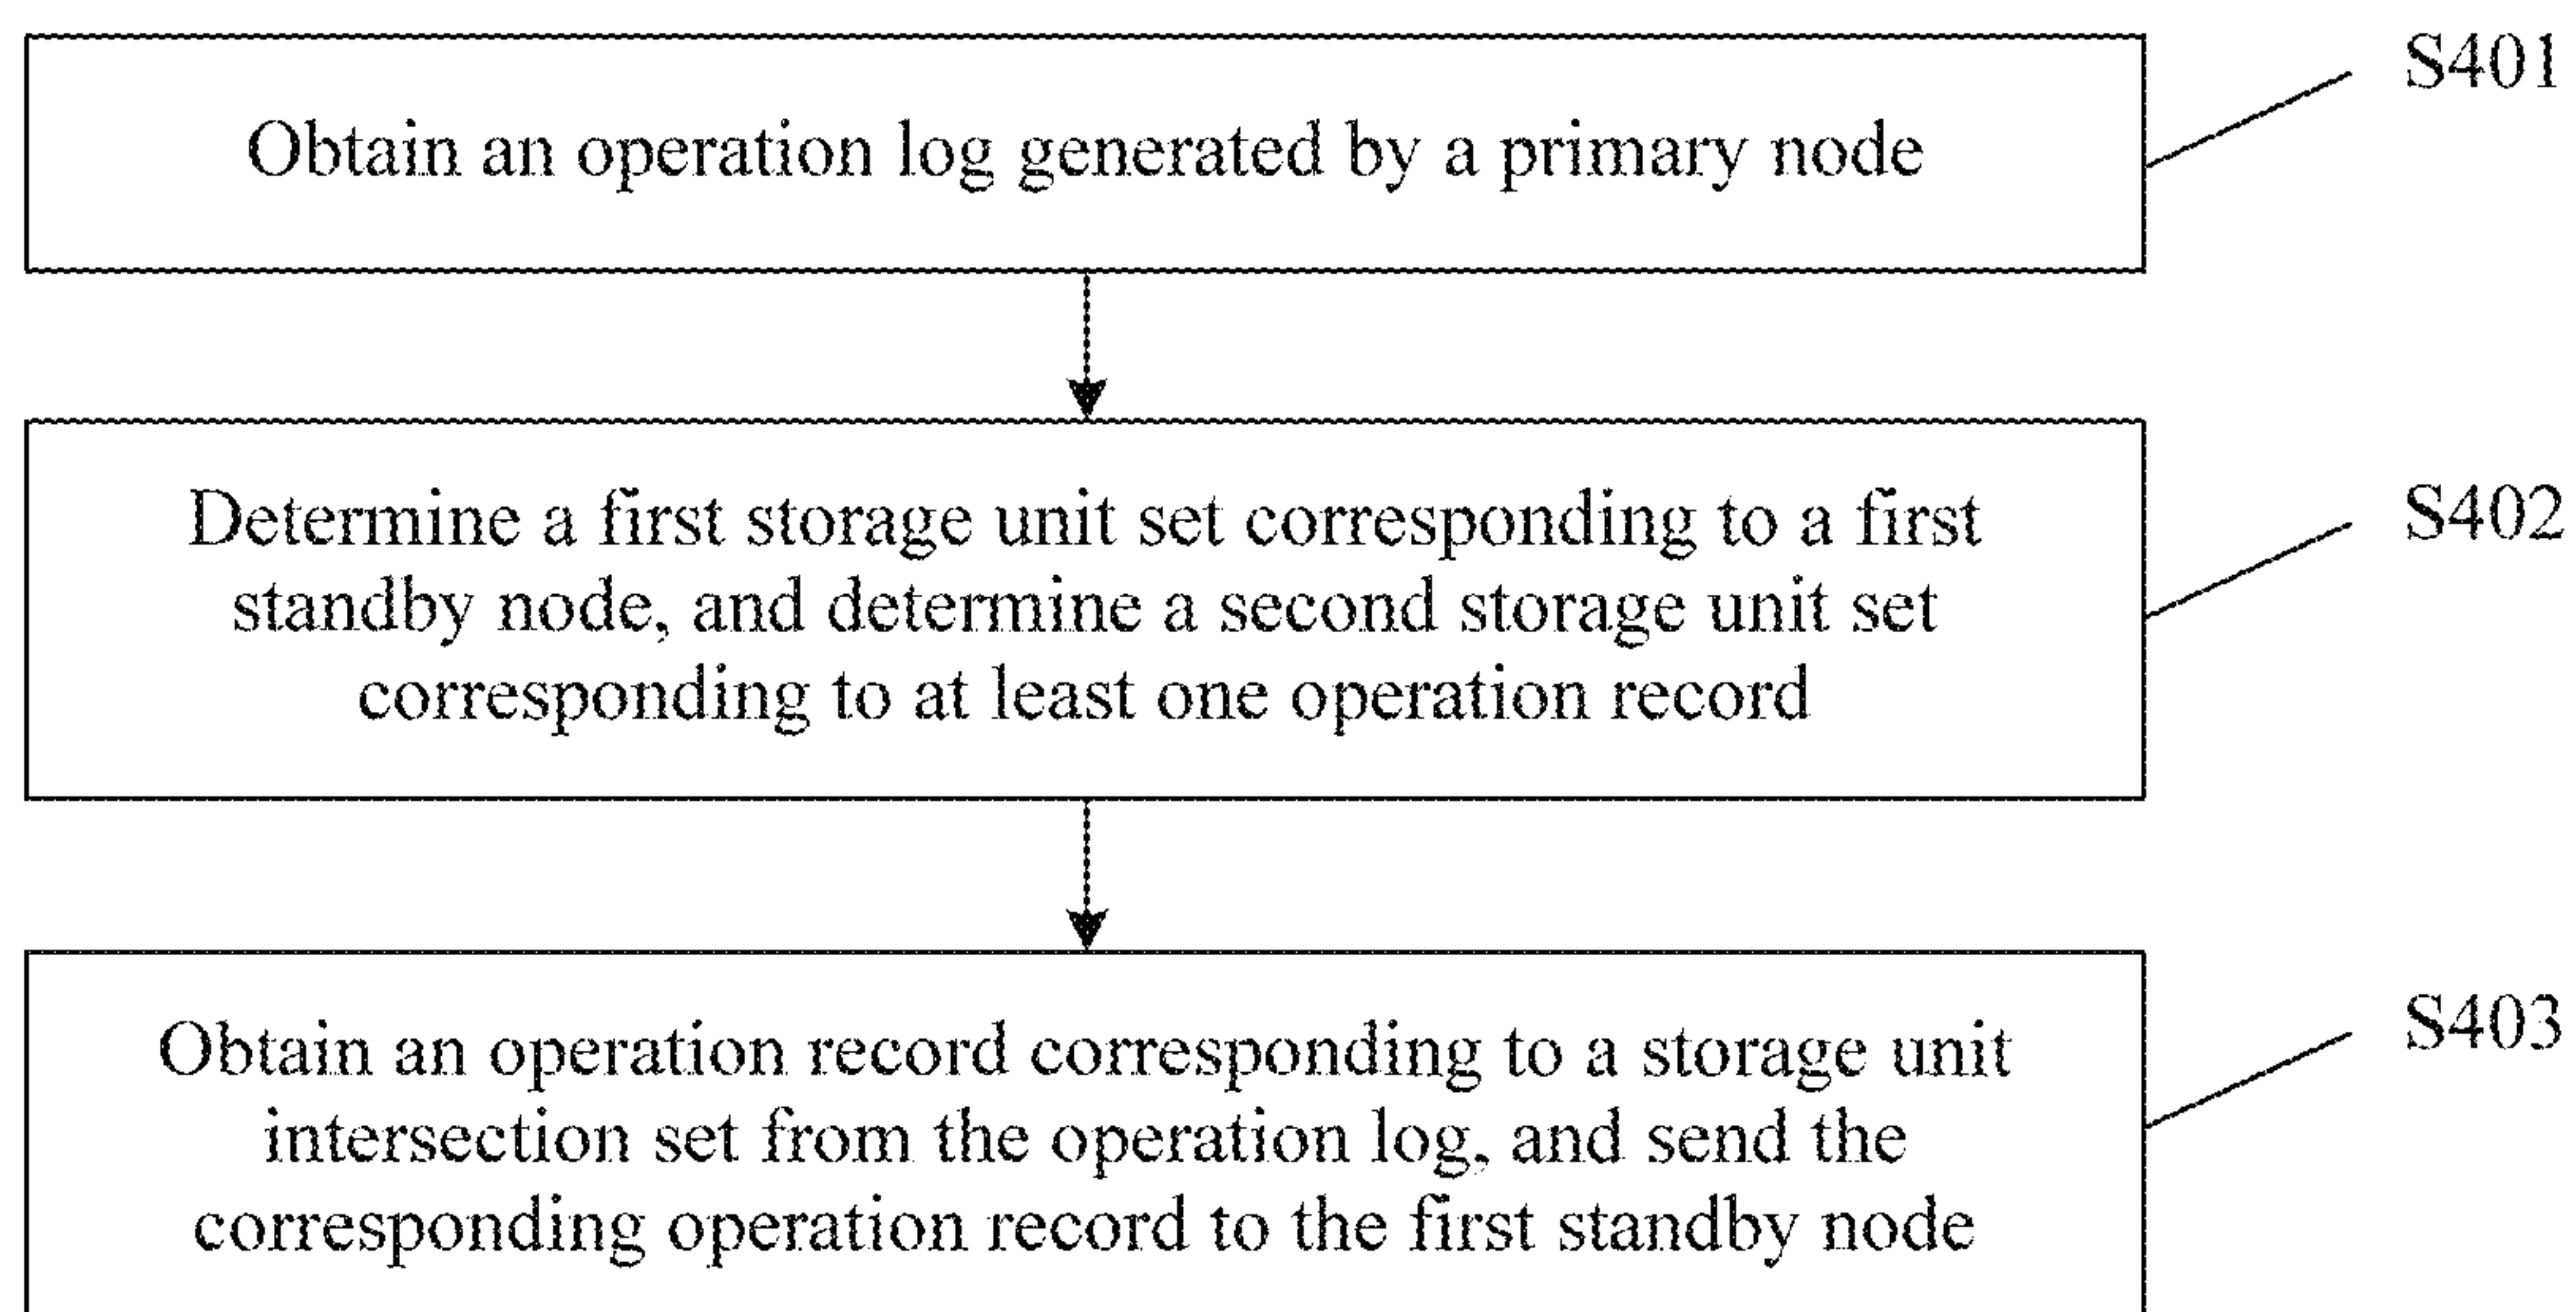 Obtain an operation log generated by a primary node
S401
Determine a first storage unit set corresponding to a first
standby node, and determine a second storage unit set
corresponding to at least one operation record
S402
Obtain an operation record corresponding to a storage unit
intersection set from the operation log, and send the
corresponding operation record to the first standby node
S403